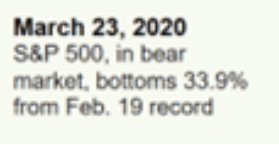 March 23, 2020
S&P 500, in bear
market, bottoms 33.9%
from Feb. 19 record